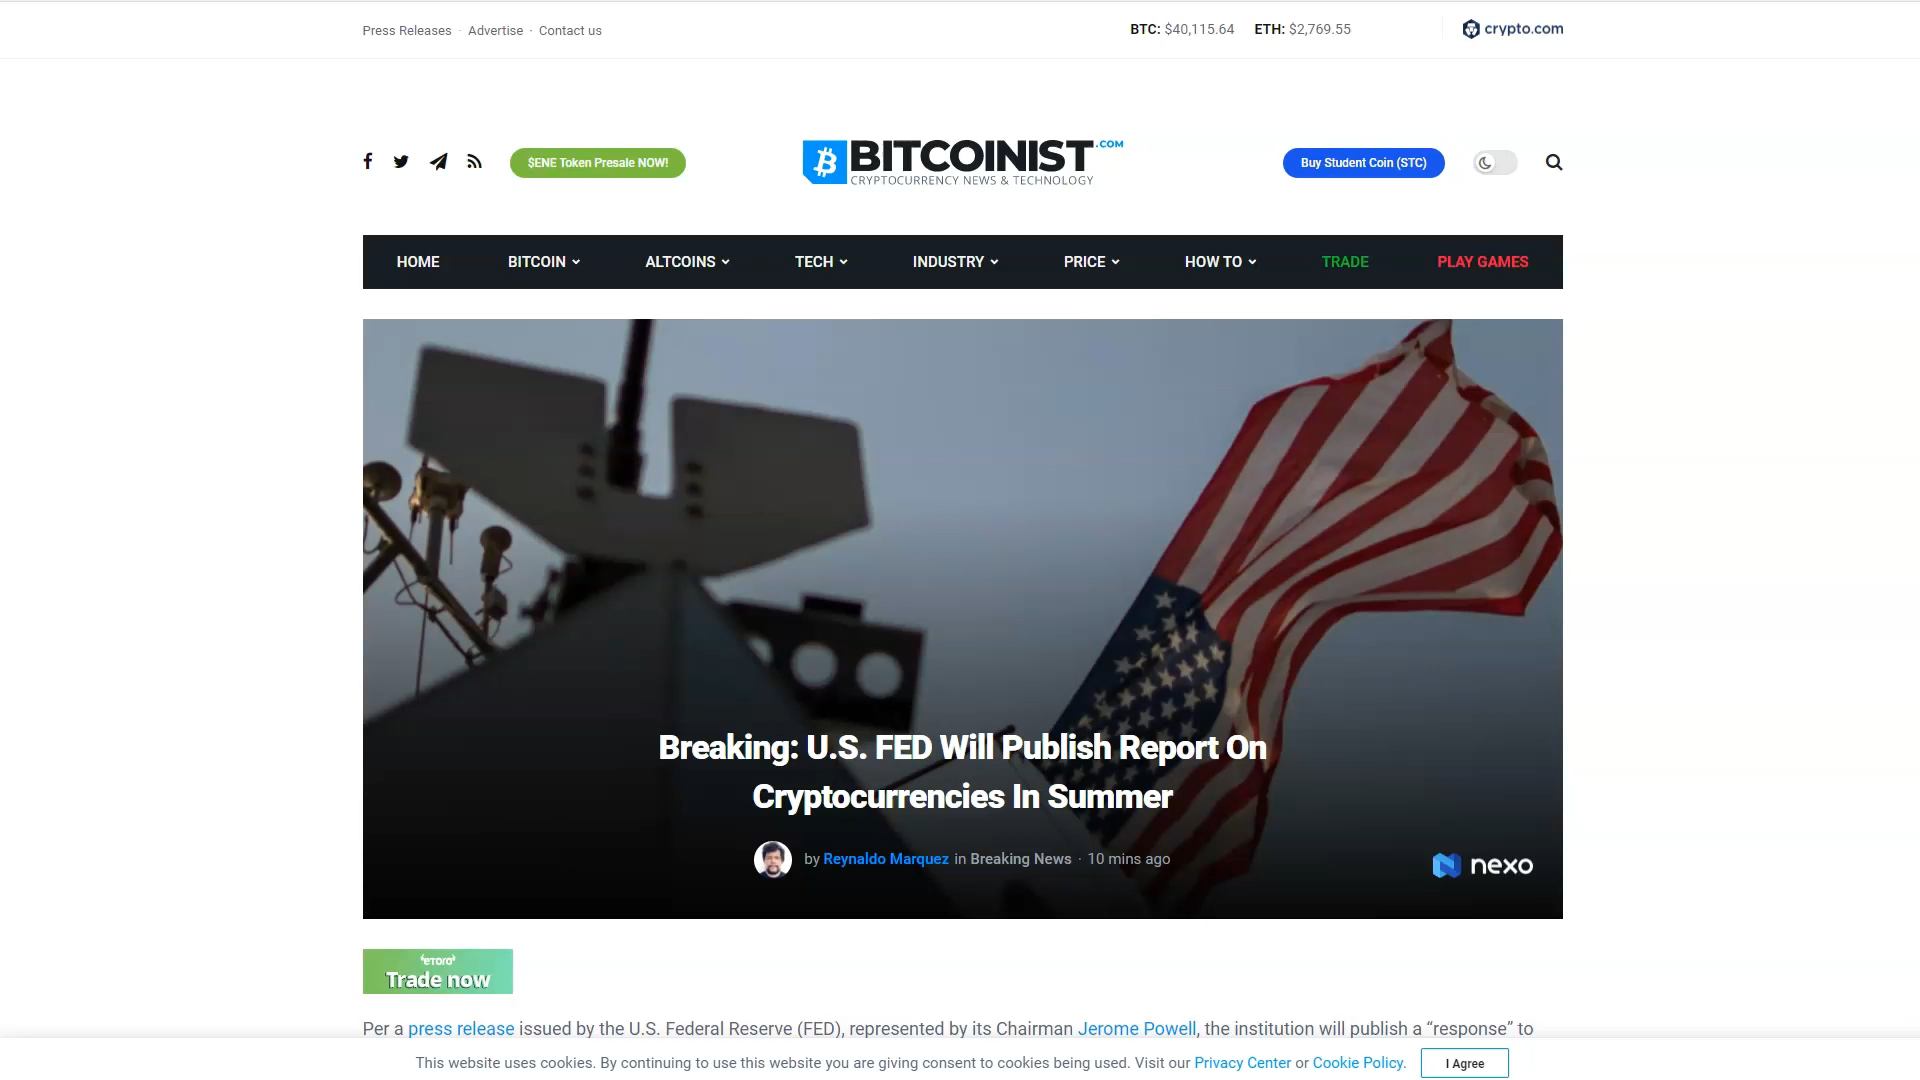 Press Releases · Advertise · Contact us
BTC: $40,115.64 ETH: $2,769.55
crypto.com
$ENE Token Presale NOW!
BITCOINIST.COM
CRYPTOCURRENCY NEWS & TECHNOLOGY
Buy Student Coin (STC)
HOME BITCOIN ALTCOINS TECH INDUSTRY PRICE HOW TO TRADE PLAY GAMES
Breaking: U.S. FED Will Publish Report On
Cryptocurrencies In Summer
by Reynaldo Marquez in Breaking News · 10 mins ago
nexo
eToro
Trade now
Per a press release issued by the U.S. Federal Reserve (FED), represented by its Chairman Jerome Powell, the institution will publish a “response” to
This website uses cookies. By continuing to use this website you are giving consent to cookies being used. Visit our Privacy Center or Cookie Policy.
I Agree